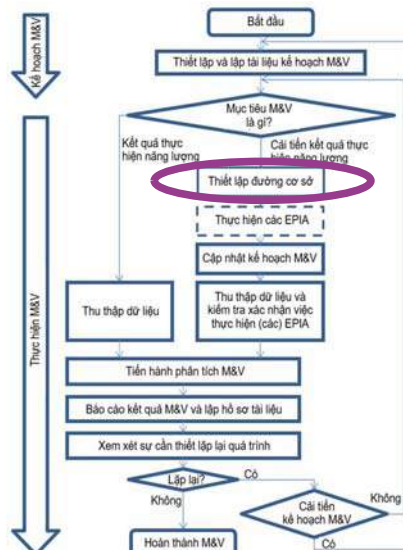 Kế hoạch M&V
Thực hiện M&V
Bắt đầu
Thiết lập và lập tài liệu kế hoạch M&V
Mục tiêu M&V
là gì?
Kết quả thực
hiện năng lượng
Cải tiến kết quả thực
hiện năng lượng
Thiết lập đường cơ sở
Thực hiện các EPIA
Cập nhật kế hoạch M&V
Thu thập dữ liệu
Thu thập dữ liệu và
kiểm tra xác nhận việc
thực hiện (các) EPIA
Tiến hành phân tích M&V
Báo cáo kết quả M&V và lập hồ sơ tài liệu
Xem xét sự cần thiết lập lại quá trình
Lặp lại?
Có
Không
Cải tiến
kế hoạch M&V
Không
Có
Hoàn thành M&V